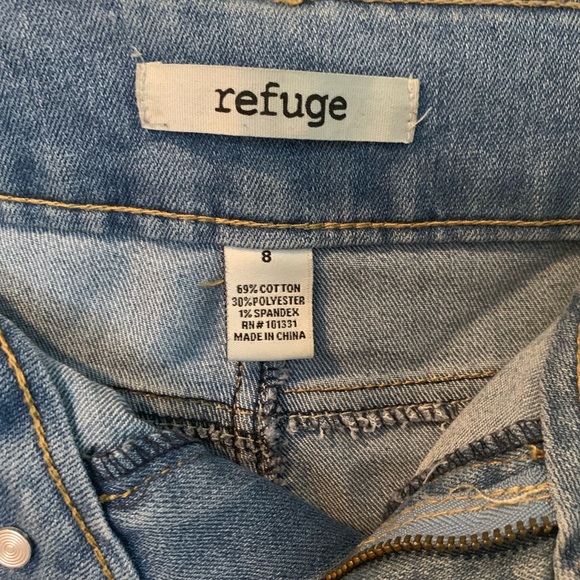 refuge
8
69% COTTON
30% POLYESTER
1% SPANDEX
RN# 101331
MADE IN CHINA